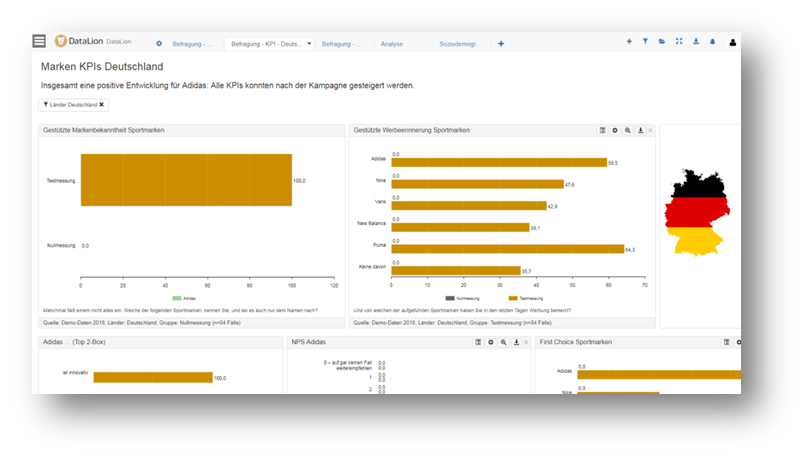 DataLion DataLion
Befragung - ...
Befragung - KPI - Deuts...
Befragung - ...
Analyse
Soziodemogr...
Marken KPIs Deutschland
Insgesamt eine positive Entwicklung für Adidas: Alle KPIs konnten nach der Kampagne gesteigert werden.
Länder Deutschland
Gestützte Markenbekanntheit Sportmarken
Testmessung
100,0
Nullmessung
0,0
0 20 40 60 80 100 120
Adidas
Manchmal fällt einem nicht alles ein. Welche der folgenden Sportmarken, kennen Sie, und sei es auch nur dem Namen nach?
Quelle: Demo-Daten 2018, Länder: Deutschland, Gruppe: Nullmessung (n=64 Fälle)
Gestützte Werbeerinnerung Sportmarken
Adidas
0,0
59,5
Nike
0,0
47,6
Vans
0,0
42,9
New Balance
0,0
38,1
Puma
0,0
64,3
Keine davon
0,0
35,7
0 10 20 30 40 50 60 70
Nullmessung Testmessung
Und von welchen der aufgeführten Sportmarken haben Sie in den letzten Tagen Werbung bemerkt?
Quelle: Demo-Daten 2018, Länder: Deutschland, Gruppe: Testmessung (n=64 Fälle)
Adidas ... (Top 2-Box)
ist innovativ
100,0
NPS Adidas
0 – auf gar keinen Fall
weiterempfehlen
0,0
0,0
1
0,0
0,0
2
0,0
0,0
First Choice Sportmarken
Adidas
0,0
Nike
0,0